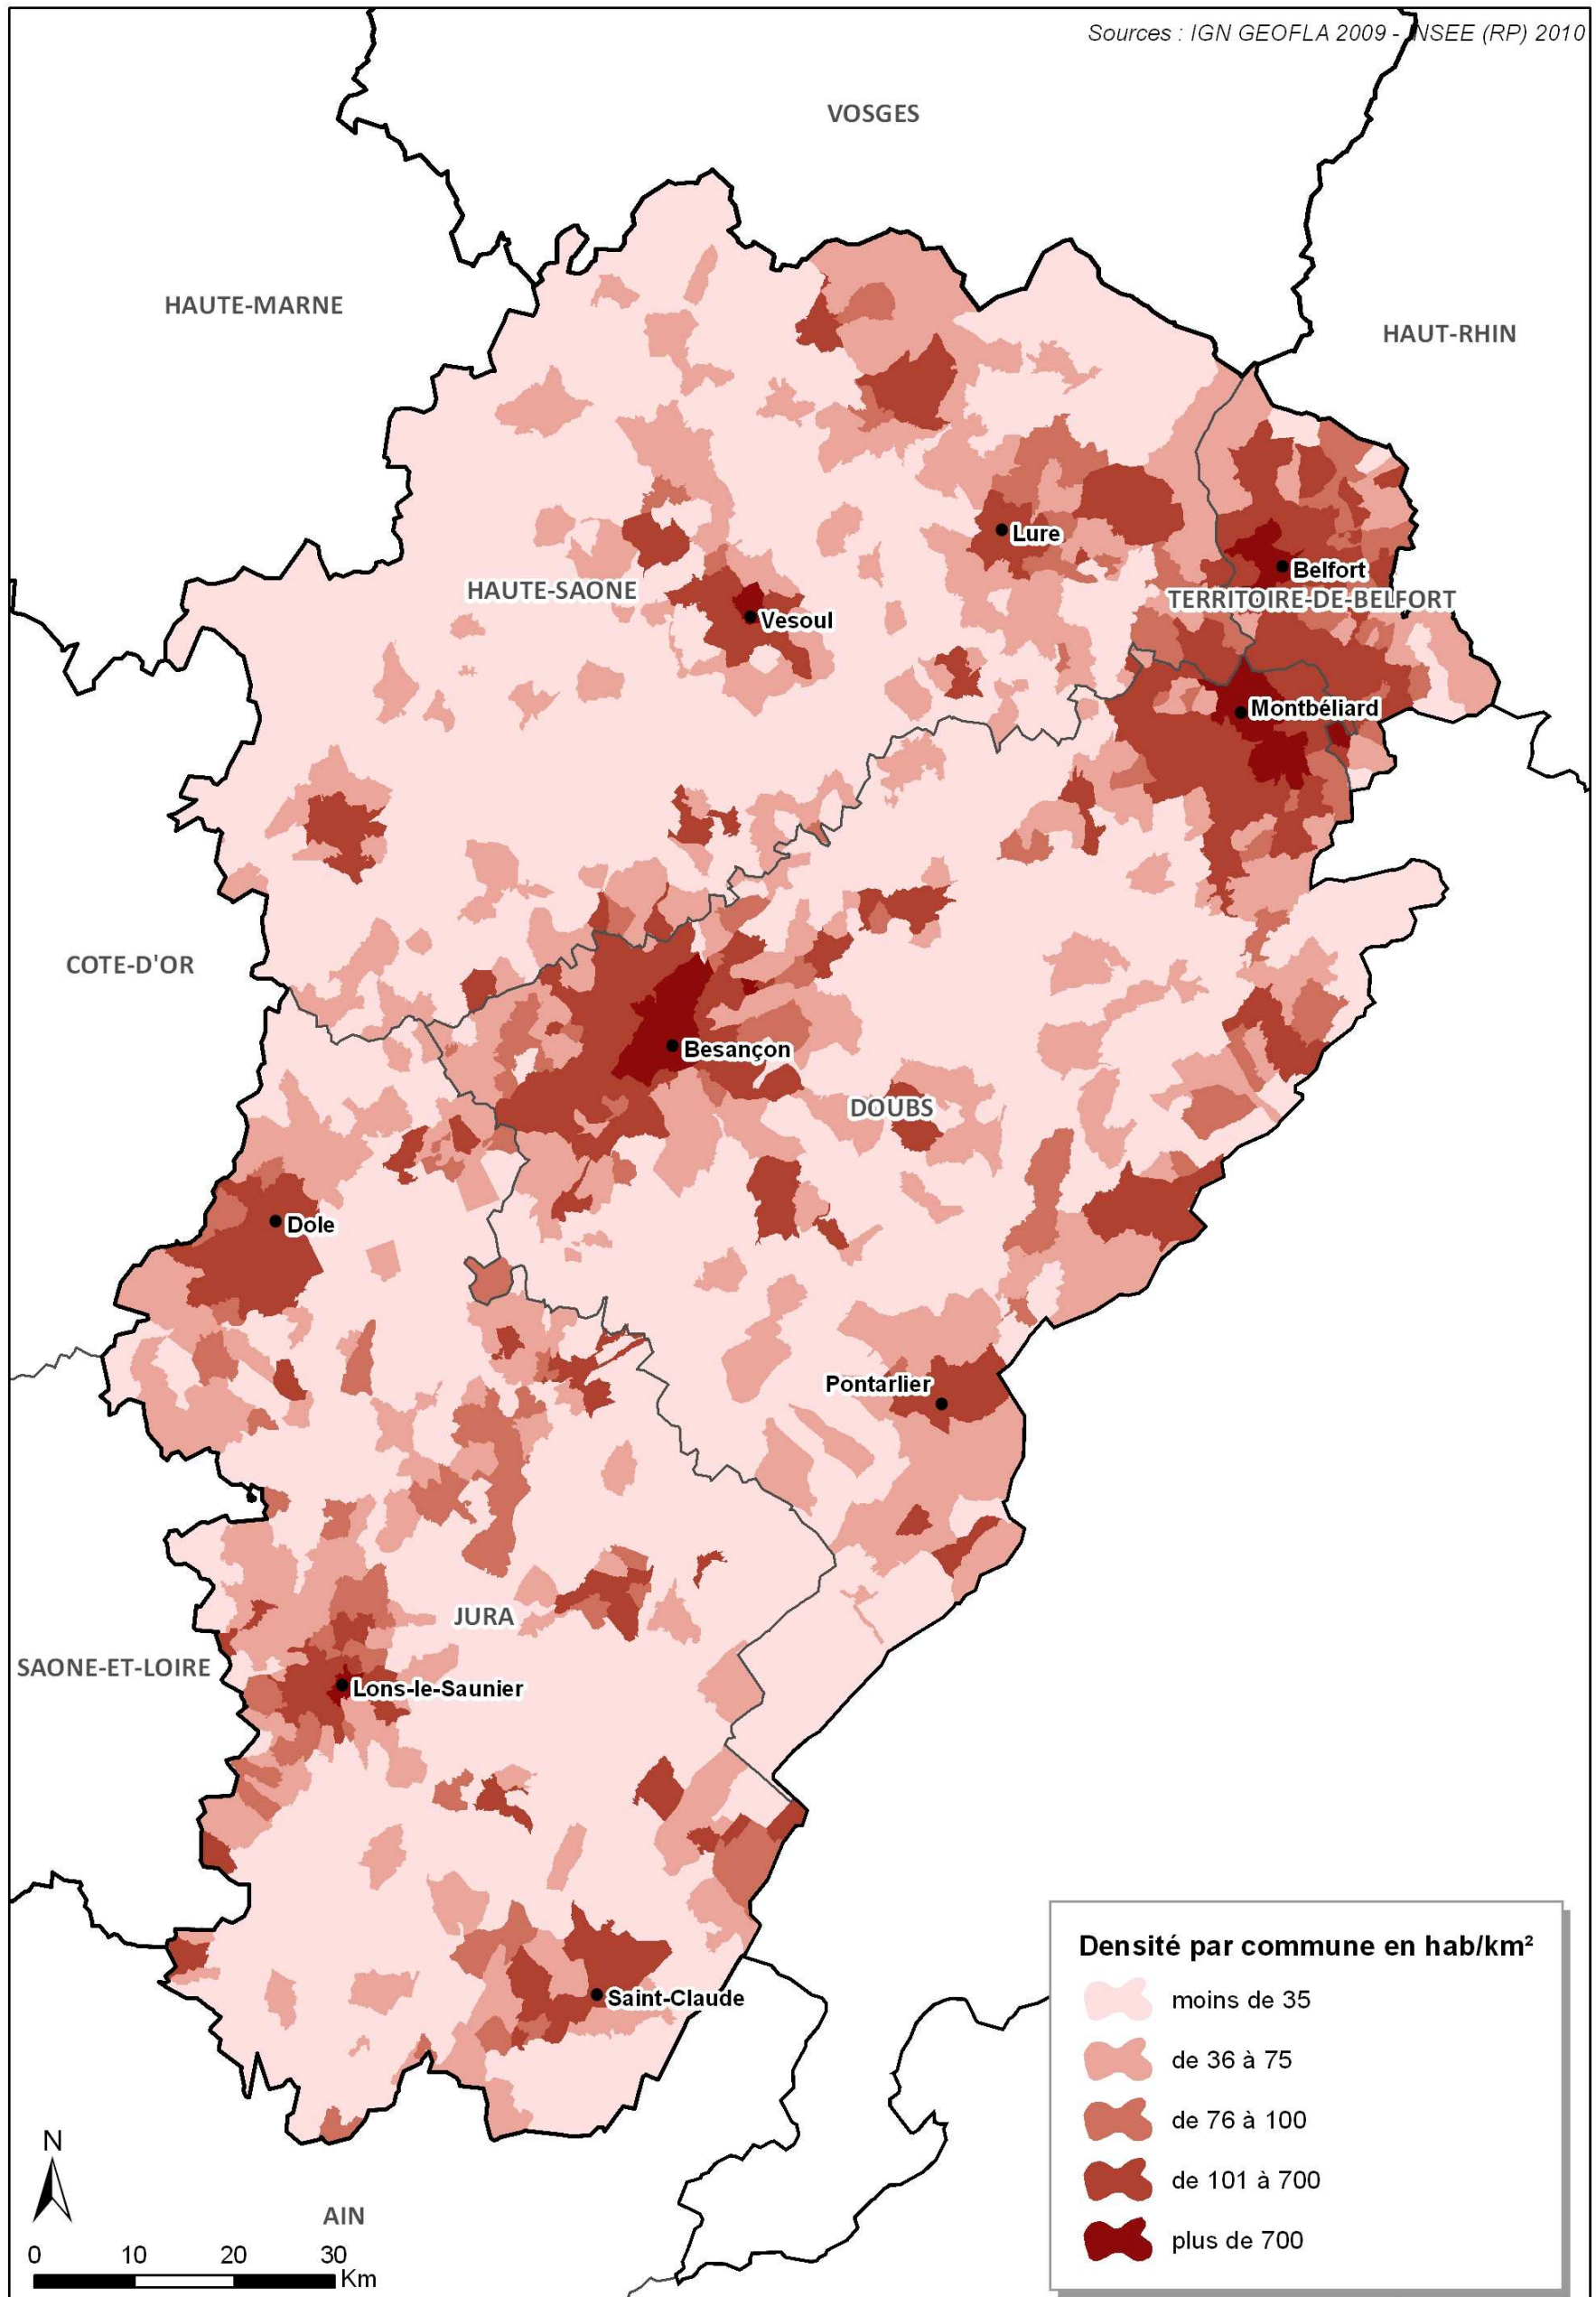 Sources : IGN GEOFLA 2009 - INSEE (RP) 2010
VOSGES
HAUTE-MARNE
HAUT-RHIN
Lure
Belfort
HAUTE-SAONE
TERRITOIRE-DE-BELFORT
Vesoul
Montbéliard
COTE-D'OR
Besançon
DOUBS
Dole
Pontarlier
JURA
SAONE-ET-LOIRE
Lons-le-Saunier
Saint-Claude
Densité par commune en hab/km²
moins de 35
de 36 à 75
de 76 à 100
de 101 à 700
plus de 700
N
AIN
0 10 20 30
Km